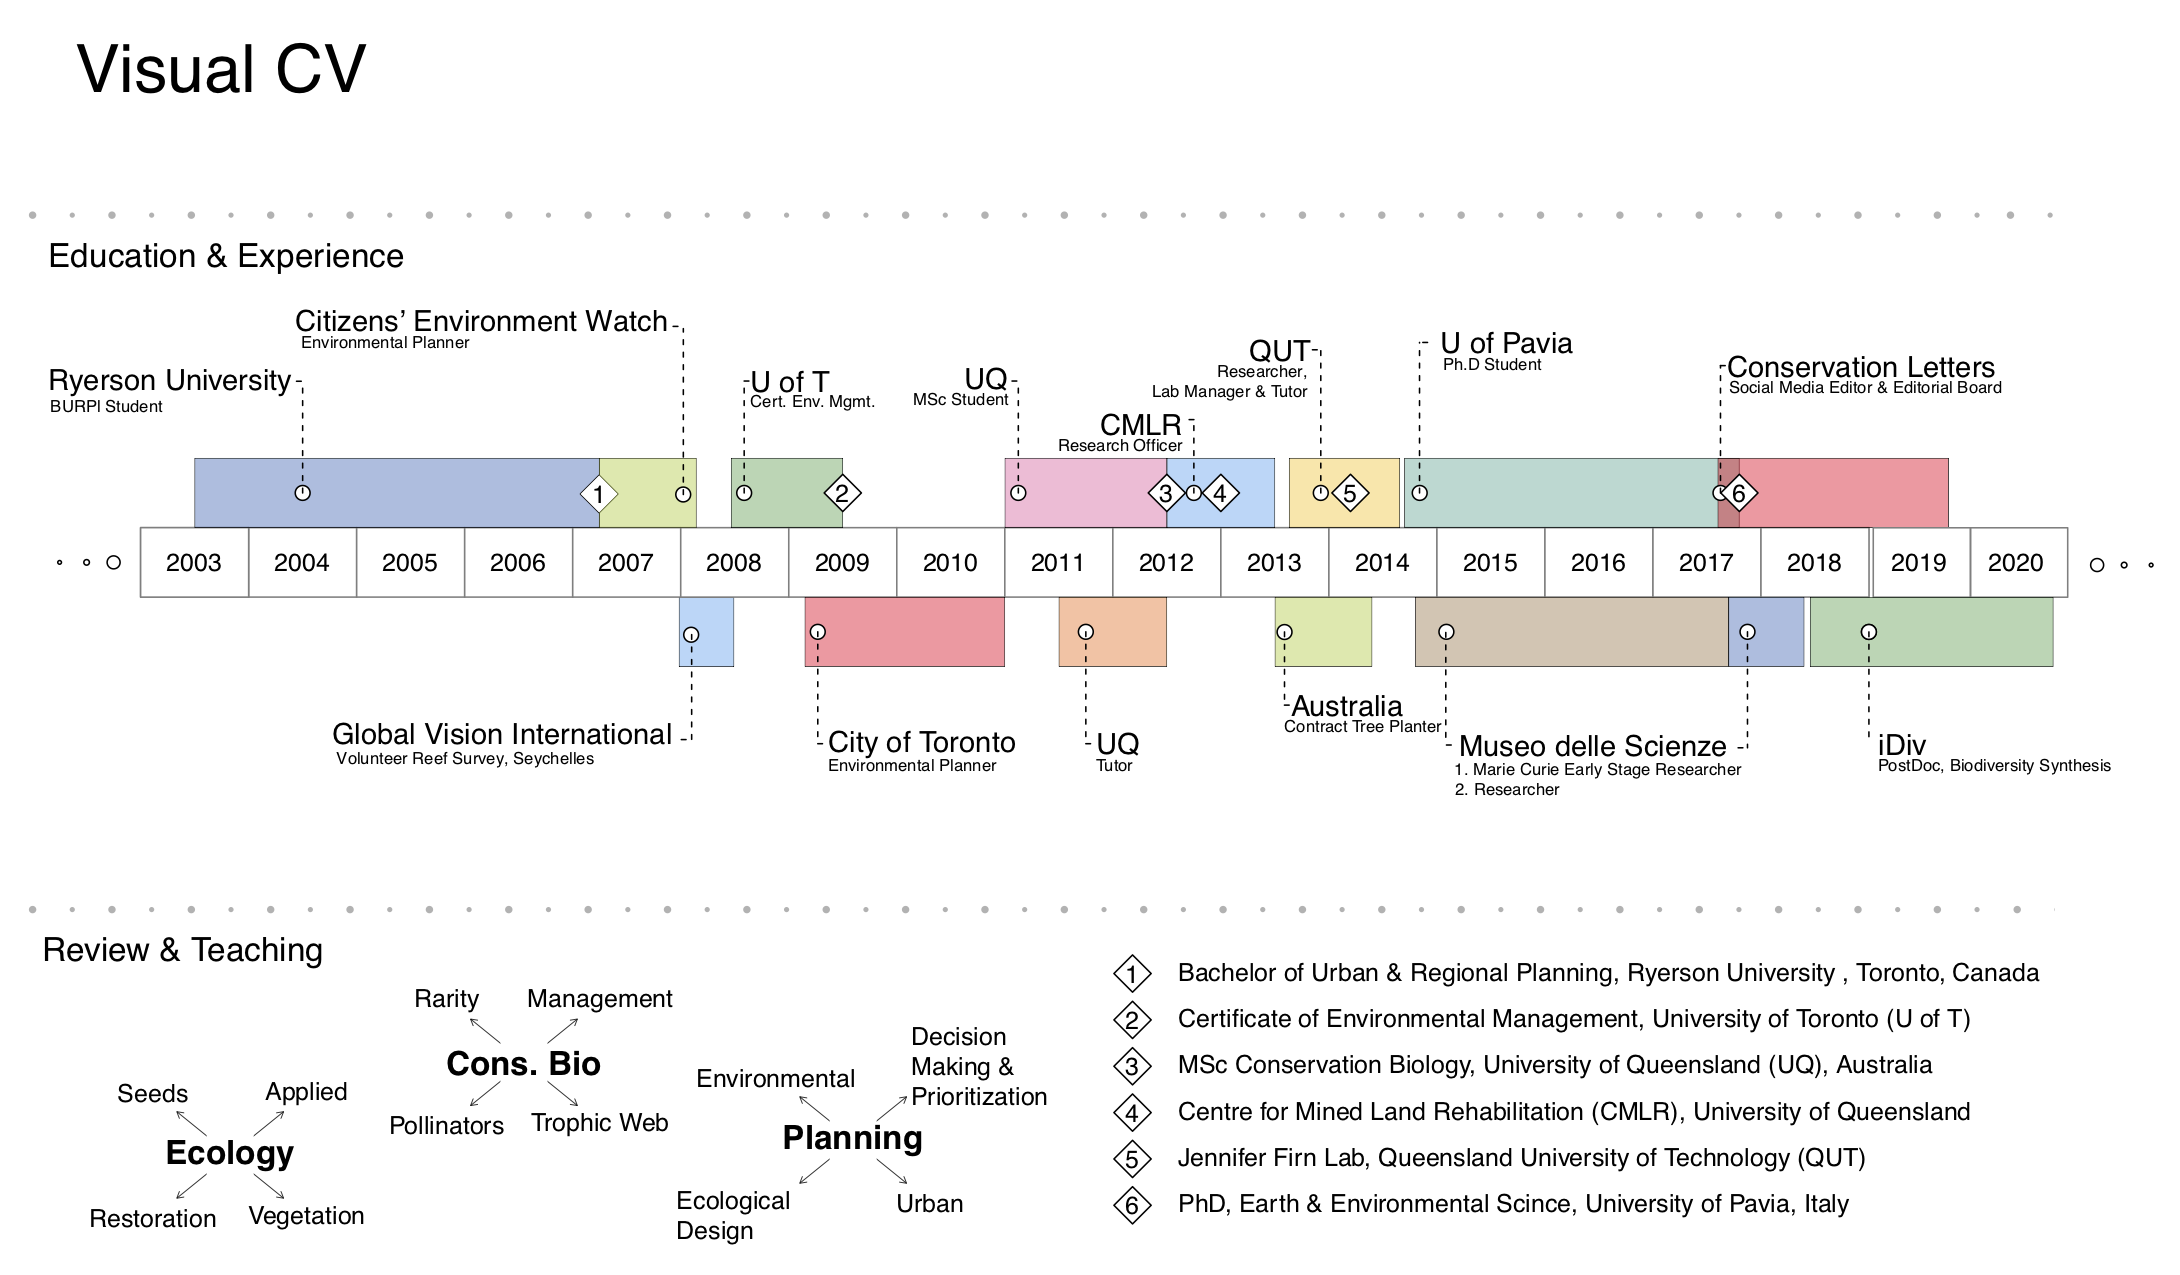 Visual CV
Education & Experience
Citizens’ Environment Watch
Environmental Planner
Ryerson University
BURPI Student
U of T
Cert. Env. Mgmt.
UQ
MSc Student
CMLR
Research Officer
QUT
Researcher,
Lab Manager & Tutor
U of Pavia
Ph.D Student
Conservation Letters
Social Media Editor & Editorial Board
1
2
3
4
5
6
2003 2004 2005 2006 2007 2008 2009 2010 2011 2012 2013 2014 2015 2016 2017 2018 2019 2020
Global Vision International
Volunteer Reef Survey, Seychelles
City of Toronto
Environmental Planner
UQ
Tutor
Australia
Contract Tree Planter
Museo delle Scienze
1. Marie Curie Early Stage Researcher
2. Researcher
iDiv
PostDoc, Biodiversity Synthesis
Review & Teaching
Seeds
Applied
Ecology
Restoration
Vegetation
Rarity
Management
Cons. Bio
Pollinators
Trophic Web
Environmental
Decision
Making &
Prioritization
Planning
Ecological
Design
Urban
1 Bachelor of Urban & Regional Planning, Ryerson University , Toronto, Canada
2 Certificate of Environmental Management, University of Toronto (U of T)
3 MSc Conservation Biology, University of Queensland (UQ), Australia
4 Centre for Mined Land Rehabilitation (CMLR), University of Queensland
5 Jennifer Firn Lab, Queensland University of Technology (QUT)
6 PhD, Earth & Environmental Scince, University of Pavia, Italy